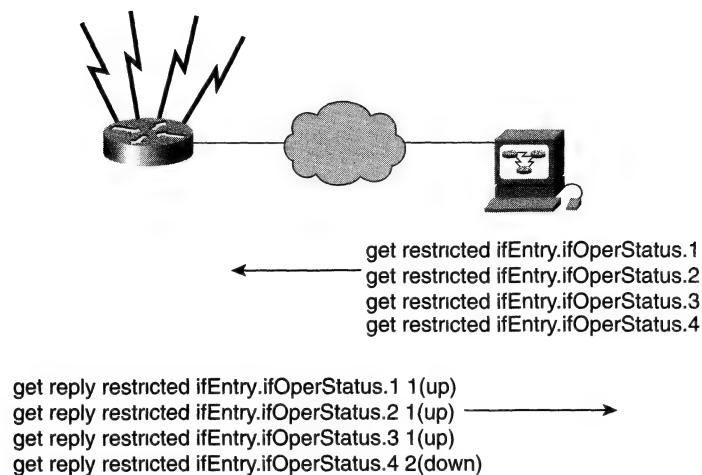 get restricted ifEntry.ifOperStatus.1
get restricted ifEntry.ifOperStatus.2
get restricted ifEntry.ifOperStatus.3
get restricted ifEntry.ifOperStatus.4
get reply restricted ifEntry.ifOperStatus.1 1(up)
get reply restricted ifEntry.ifOperStatus.2 1(up)
get reply restricted ifEntry.ifOperStatus.3 1(up)
get reply restricted ifEntry.ifOperStatus.4 2(down)